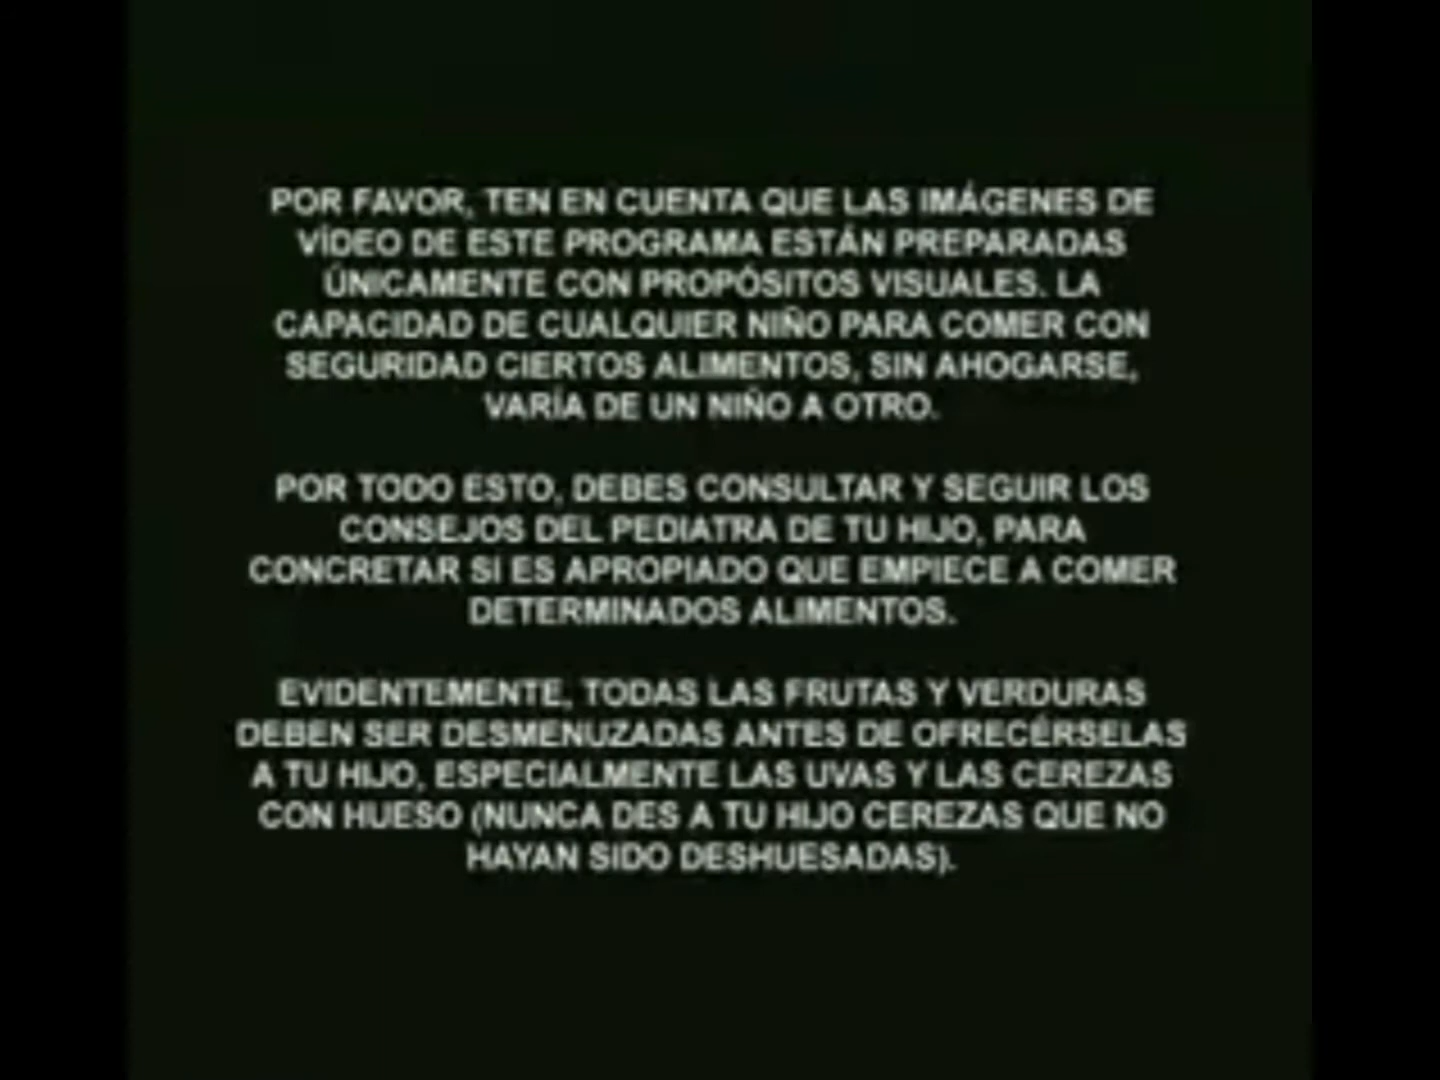 POR FAVOR, TEN EN CUENTA QUE LAS IMÁGENES DE
VÍDEO DE ESTE PROGRAMA ESTÁN PREPARADAS
ÚNICAMENTE CON PROPÓSITOS VISUALES. LA
CAPACIDAD DE CUALQUIER NIÑO PARA COMER CON
SEGURIDAD CIERTOS ALIMENTOS, SIN AHOGARSE,
VARÍA DE UN NIÑO A OTRO.
POR TODO ESTO, DEBES CONSULTAR Y SEGUIR LOS
CONSEJOS DEL PEDIATRA DE TU HIJO, PARA
CONCRETAR SI ES APROPIADO QUE EMPIECE A COMER
DETERMINADOS ALIMENTOS.
EVIDENTEMENTE, TODAS LAS FRUTAS Y VERDURAS
DEBEN SER DESMENUZADAS ANTES DE OFRECÉRSELAS
A TU HIJO, ESPECIALMENTE LAS UVAS Y LAS CEREZAS
CON HUESO (NUNCA DES A TU HIJO CEREZAS QUE NO
HAYAN SIDO DESHUESADAS).